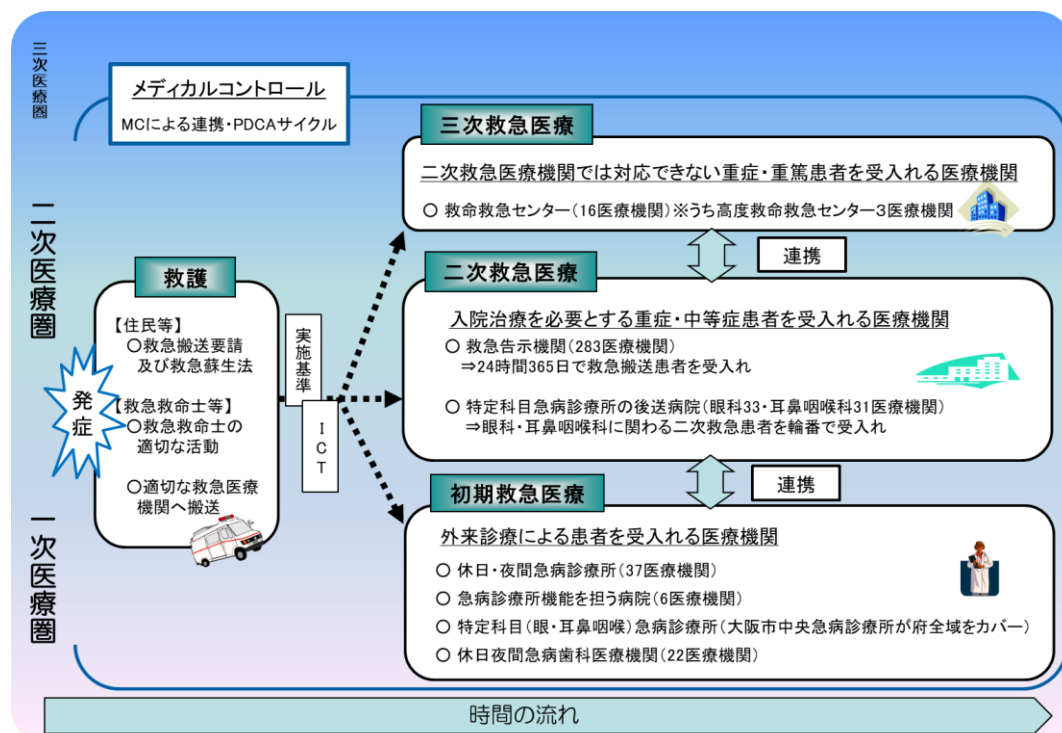 三次医療圏
二次医療圏
一次医療圏
メディカルコントロール
MCによる連携・PDCAサイクル
発症
救護
【住民等】
○救急搬送要請
及び救急蘇生法
【救急救命士等】
○救急救命士の
適切な活動
○適切な救急医療
機関へ搬送
実施基準
ICT
三次救急医療
二次救急医療機関では対応できない重症・重篤患者を受入れる医療機関
○ 救命救急センター(16医療機関)※うち高度救命救急センター3医療機関
連携
二次救急医療
入院治療を必要とする重症・中等症患者を受入れる医療機関
○ 救急告示機関(283医療機関)
⇒24時間365日で救急搬送患者を受入れ
○ 特定科目急病診療所の後送病院(眼科33・耳鼻咽喉科31医療機関)
⇒眼科・耳鼻咽喉科に関わる二次救急患者を輪番で受入れ
連携
初期救急医療
外来診療による患者を受入れる医療機関
○ 休日・夜間急病診療所(37医療機関)
○ 急病診療所機能を担う病院(6医療機関)
○ 特定科目(眼・耳鼻咽喉)急病診療所(大阪市中央急病診療所が府全域をカバー)
○ 休日夜間急病歯科医療機関(22医療機関)
時間の流れ